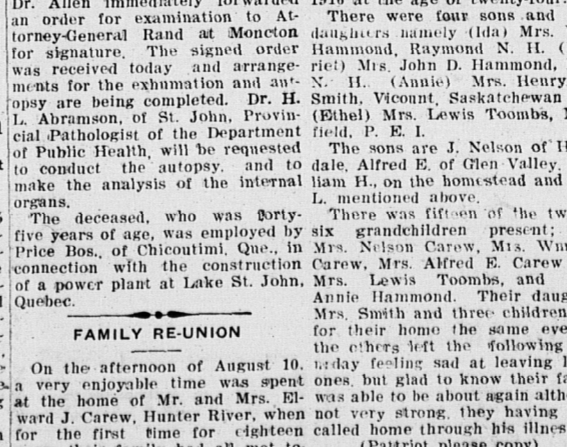 Dr. Allen immediately forwarded
an order for examination to At-
torney-General Rand at Moncton
for signature. The signed order
was received today and arrange-
ments for the exhumation and aut-
opsy are being completed. Dr. H.
L. Abramson, of St. John, Provin-
cial Pathologist of the Department
of Public Health, will be requested
to conduct the autopsy. and to
make the analysis of the internal
organs.
The deceased, who was forty-
five years of age, was employed by
Price Bos., of Chicoutimi, Que., in
connection with the construction
of a power plant at Lake St. John,
Quebec.
FAMILY RE-UNION
On the afternoon of August 10.
a very enjoyable time was spent
at the home of Mr. and Mrs. El-
ward J. Carew, Hunter River, when
for the first time for eighteen
1916 at the age of twenty-four.
There were four sons and
daughters namely (Ida) Mrs.
Hammond, Raymond N. H. (
riet) Mrs. John D. Hammond,
N. H., (Annie) Mrs. Henry
Smith, Vicount, Saskatchewan
(Ethel) Mrs. Lewis Toombs,
field, P. E. I.
The sons are J. Nelson of H
dale, Alfred E. of Glen Valley,
liam H., on the homestead and
L. mentioned above.
There was fifteen of the tw
six grandchildren present;
Mrs. Nelson Carew, Mrs. Wm
Carew, Mrs. Alfred E. Carew
Mrs. Lewis Toombs, and
Annie Hammond. Their daug
Mrs. Smith and three children
for their home the same eve
the others left the following
day feeling sad at leaving l
ones, but glad to know their fa
was able to be about again alth
not very strong, they having
called home through his illnes
(Patriot please copy)